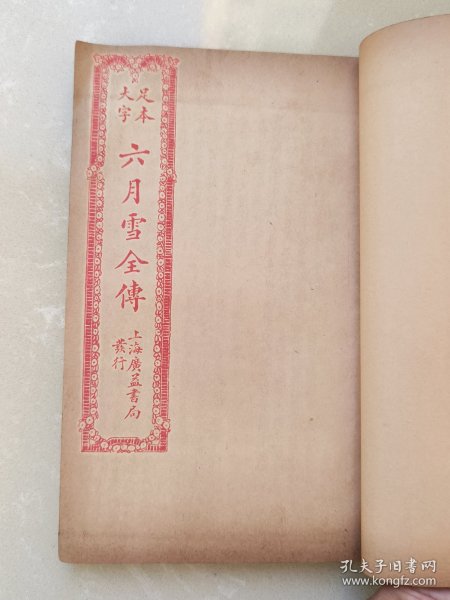 足本
大字
六月雪全傳
上海廣益書局
發行
孔夫子旧书网
www.kongfz.com